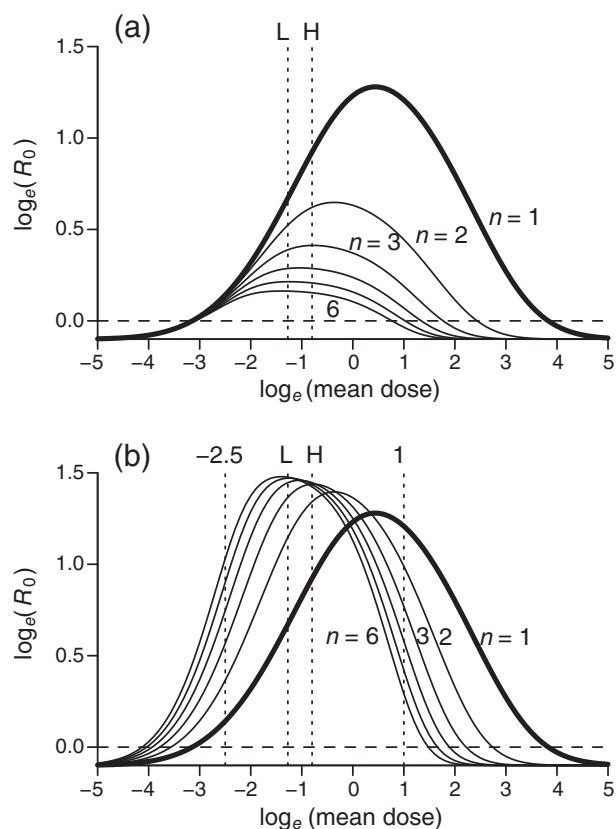 (a)
L H
1.5
1.0
0.5
0.0
n = 1
n = 2
n = 3
6
−5 −4 −3 −2 −1 0 1 2 3 4 5
logₑ(R₀)
logₑ(mean dose)
(b)
−2.5 L H 1
1.5
1.0
0.5
0.0
n = 6 3 2 n = 1
−5 −4 −3 −2 −1 0 1 2 3 4 5
logₑ(R₀)
logₑ(mean dose)